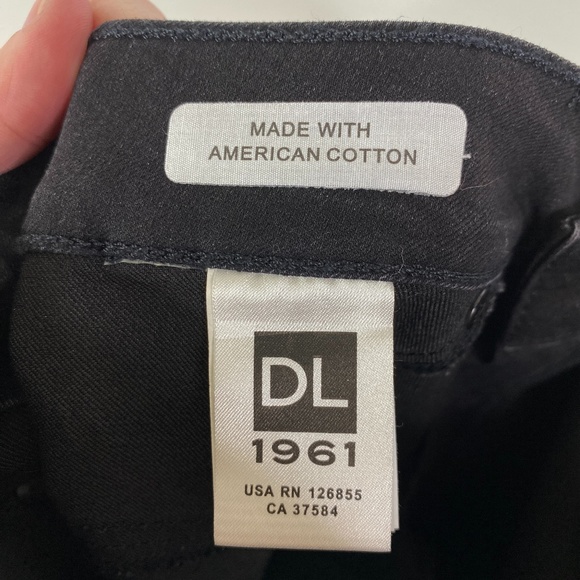 MADE WITH
AMERICAN COTTON
DL
1961
USA RN 126855
CA 37584